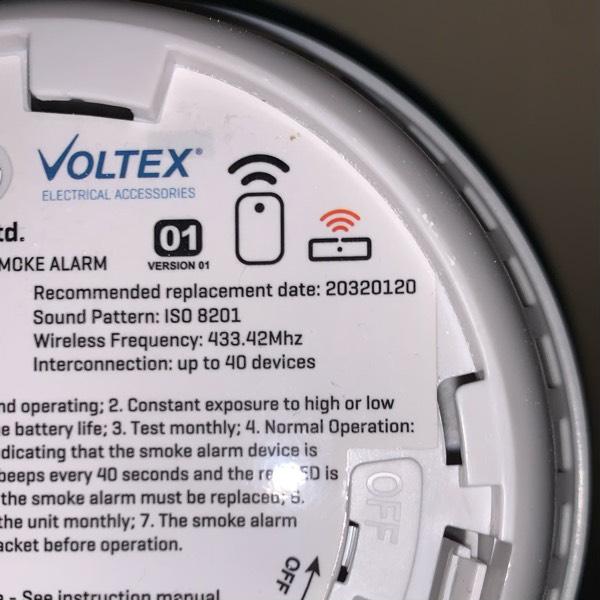 VOLTEX®
ELECTRICAL ACCESSORIES
td.
01
VERSION 01
MOKE ALARM
Recommended replacement date: 20320120
Sound Pattern: ISO 8201
Wireless Frequency: 433.42Mhz
Interconnection: up to 40 devices
nd operating; 2. Constant exposure to high or low
e battery life; 3. Test monthly; 4. Normal Operation:
dicating that the smoke alarm device is
beeps every 40 seconds and the re ED is
the smoke alarm must be replaced; 6.
the unit monthly; 7. The smoke alarm
acket before operation.
- See instruction manual
OFF
OFF